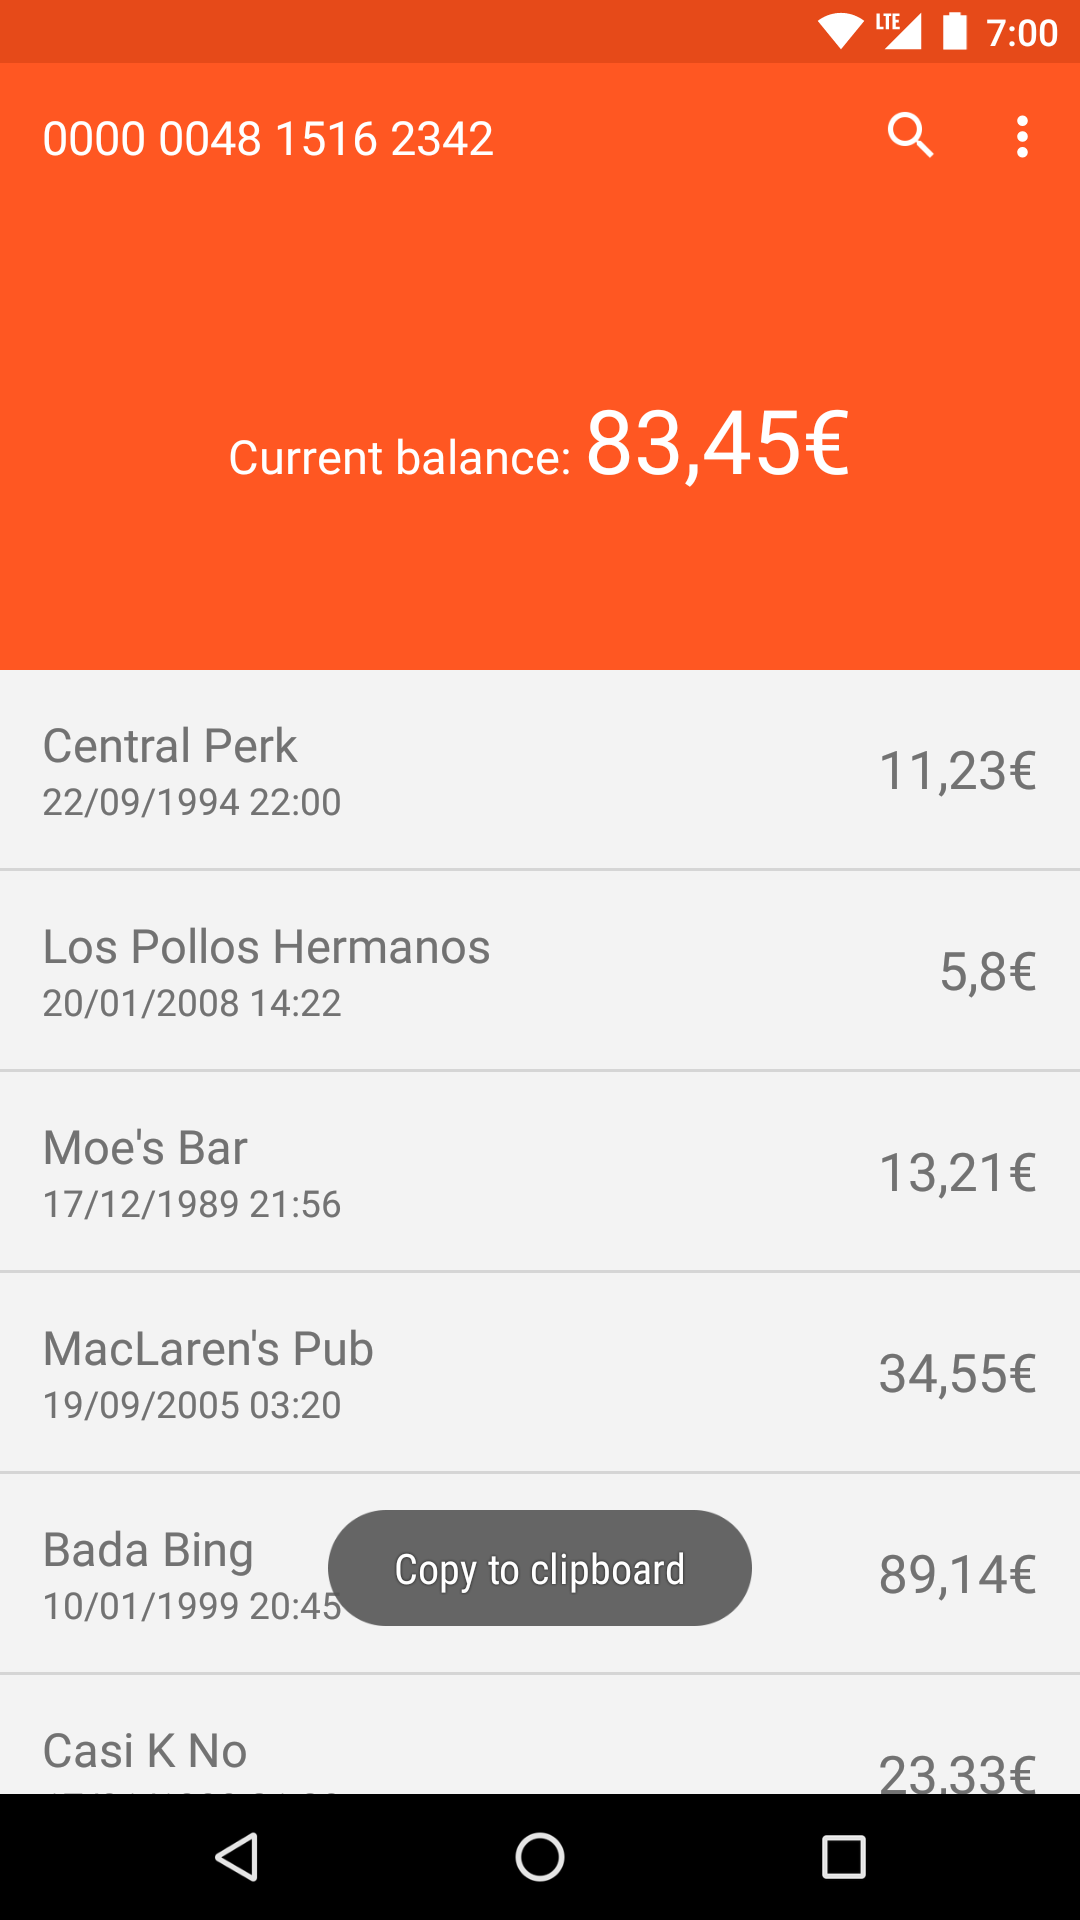 LTE 7:00
0000 0048 1516 2342
Current balance: 83,45€
Central Perk
22/09/1994 22:00
11,23€
Los Pollos Hermanos
20/01/2008 14:22
5,8€
Moe's Bar
17/12/1989 21:56
13,21€
MacLaren's Pub
19/09/2005 03:20
34,55€
Bada Bing
10/01/1999 20:45
89,14€
Copy to clipboard
Casi K No
23,33€